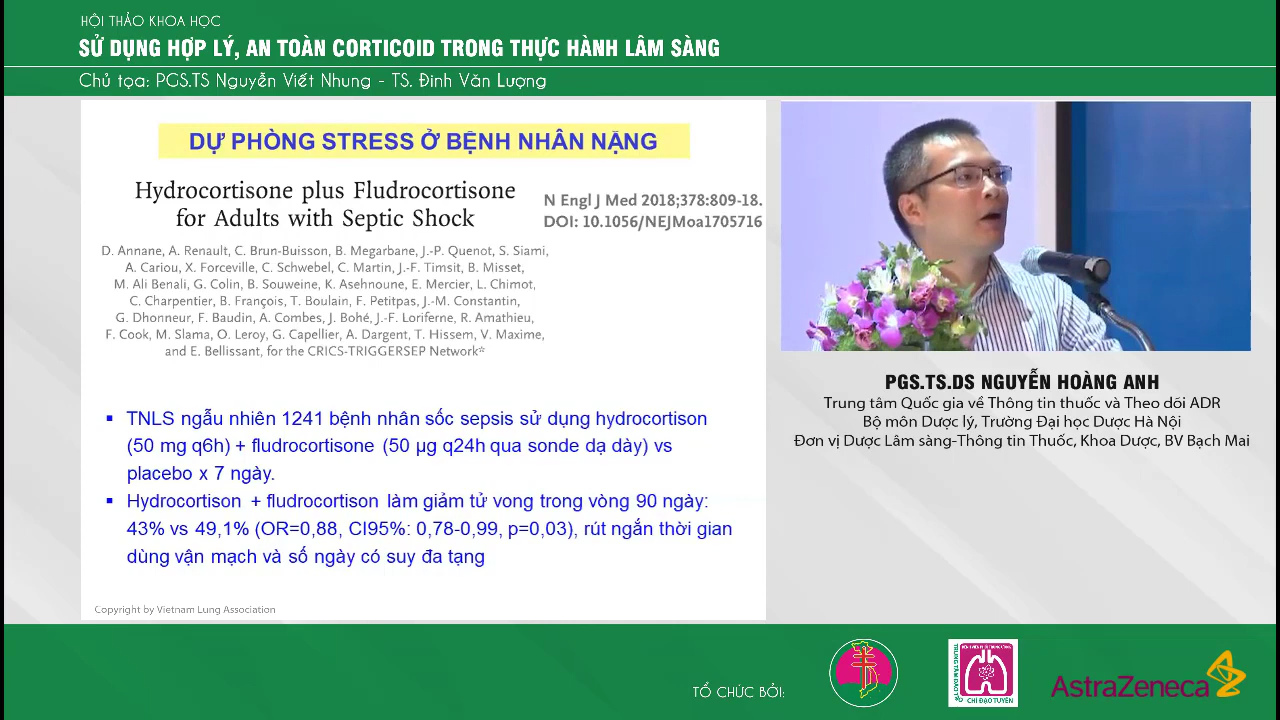 HỘI THẢO KHOA HỌC
SỬ DỤNG HỢP LÝ, AN TOÀN CORTICOID TRONG THỰC HÀNH LÂM SÀNG
Chủ tọa: PGS.TS Nguyễn Viết Nhung - TS. Đinh Văn Lượng
DỰ PHÒNG STRESS Ở BỆNH NHÂN NẶNG
Hydrocortisone plus Fludrocortisone
for Adults with Septic Shock
N Engl J Med 2018;378:809-18.
DOI: 10.1056/NEJMoa1705716
D. Annane, A. Renault, C. Brun-Buisson, B. Megarbane, J.-P. Quenot, S. Siami,
A. Cariou, X. Forceville, C. Schwebel, C. Martin, J.-F. Timsit, B. Misset,
M. Ali Benali, G. Colin, B. Souweine, K. Asehnoune, E. Mercier, L. Chimot,
C. Charpentier, B. François, T. Boulain, F. Petitpas, J.-M. Constantin,
G. Dhonneur, F. Baudin, A. Combes, J. Bohé, J.-F. Loriferne, R. Amathieu,
F. Cook, M. Slama, O. Leroy, G. Capellier, A. Dargent, T. Hissem, V. Maxime,
and E. Bellissant, for the CRICS-TRIGGERSEP Network*
▪ TNLS ngẫu nhiên 1241 bệnh nhân sốc sepsis sử dụng hydrocortison
(50 mg q6h) + fludrocortisone (50 µg q24h qua sonde dạ dày) vs
placebo x 7 ngày.
▪ Hydrocortison + fludrocortison làm giảm tử vong trong vòng 90 ngày:
43% vs 49,1% (OR=0,88, CI95%: 0,78-0,99, p=0,03), rút ngắn thời gian
dùng vận mạch và số ngày có suy đa tạng
Copyright by Vietnam Lung Association
PGS.TS.DS NGUYỄN HOÀNG ANH
Trung tâm Quốc gia về Thông tin thuốc và Theo dõi ADR
Bộ môn Dược lý, Trường Đại học Dược Hà Nội
Đơn vị Dược Lâm sàng-Thông tin Thuốc, Khoa Dược, BV Bạch Mai
TỔ CHỨC BỞI:
CHỈ ĐẠO TUYẾN
AstraZeneca